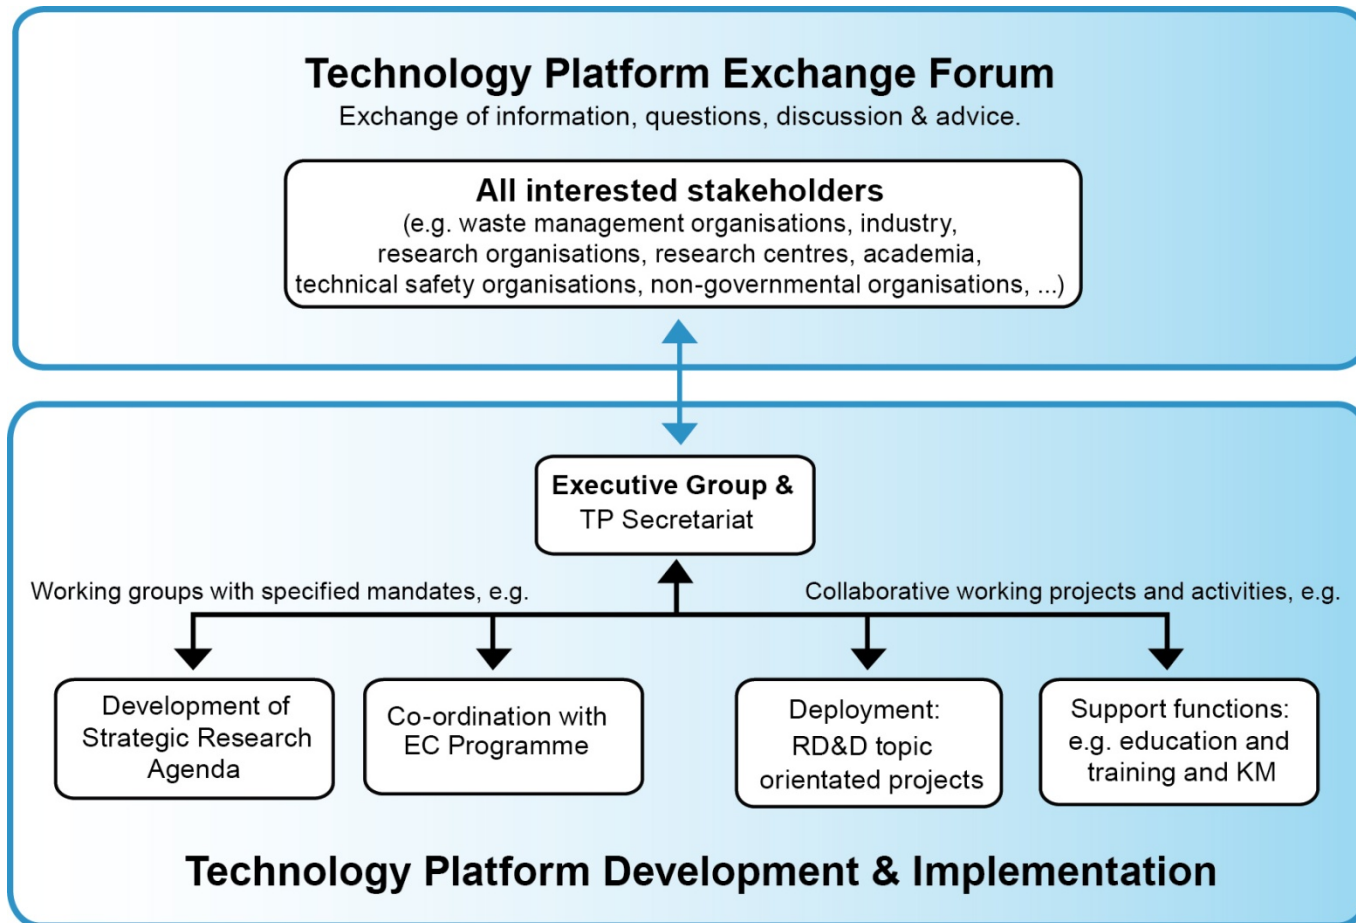 Technology Platform Exchange Forum
Exchange of information, questions, discussion & advice.
All interested stakeholders
(e.g. waste management organisations, industry,
research organisations, research centres, academia,
technical safety organisations, non-governmental organisations, ...)
Executive Group &
TP Secretariat
Working groups with specified mandates, e.g.
Collaborative working projects and activities, e.g.
Development of
Strategic Research
Agenda
Co-ordination with
EC Programme
Deployment:
RD&D topic
orientated projects
Support functions:
e.g. education and
training and KM
Technology Platform Development & Implementation